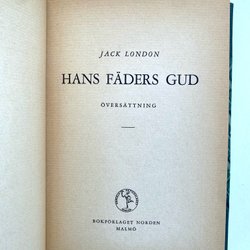 JACK LONDON
HANS FÄDERS GUD
ÖVERSÄTTNING
BOKFÖRLAGET NORDEN
MALMÖ